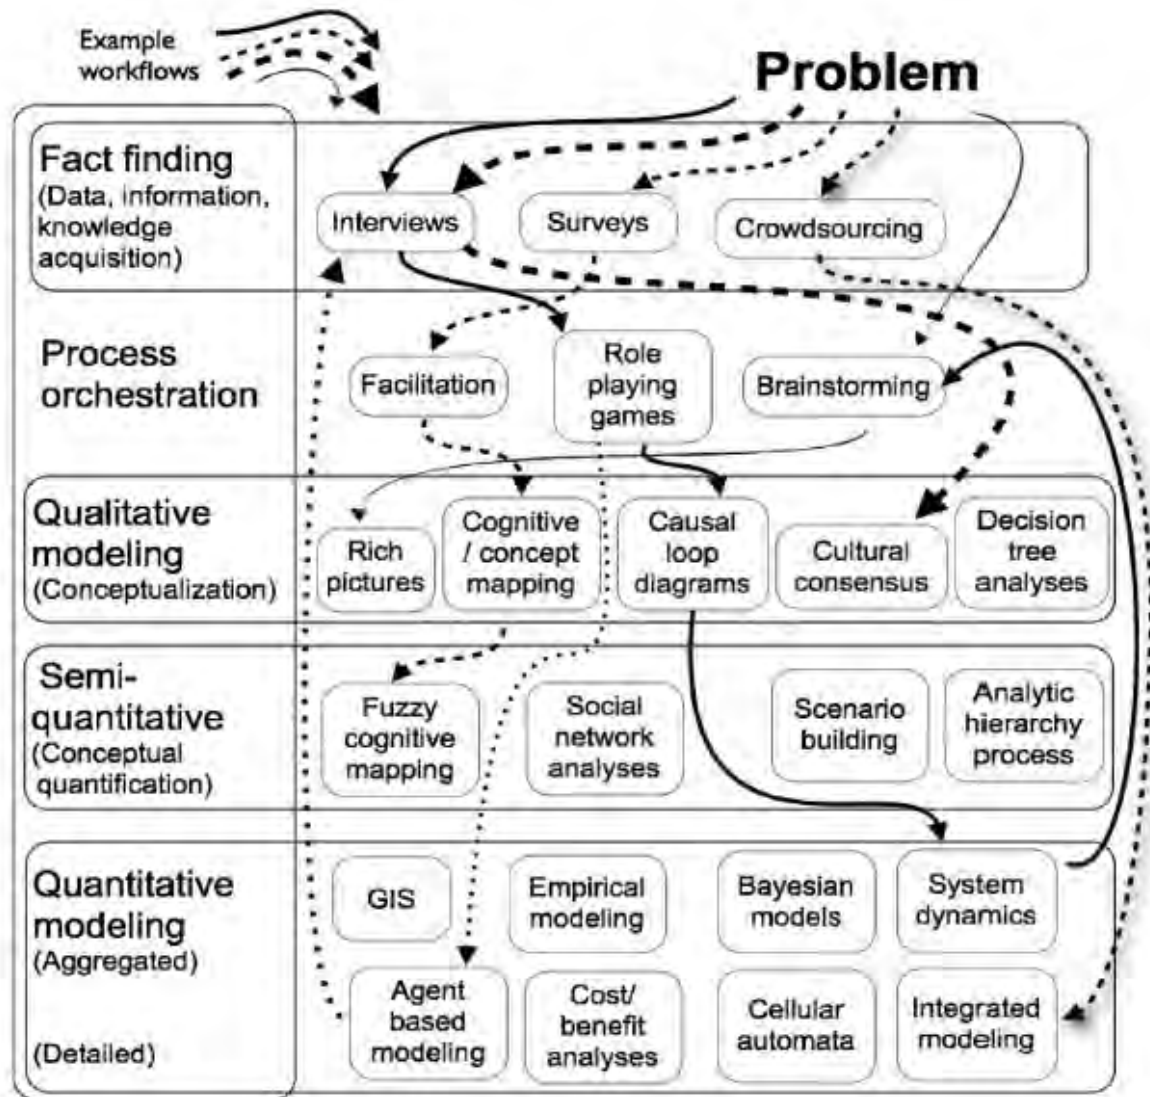 Example
workflows
Problem
Fact finding
(Data, information,
knowledge
acquisition)
Interviews
Surveys
Crowdsourcing
Process
orchestration
Facilitation
Role
playing
games
Brainstorming
Qualitative
modeling
(Conceptualization)
Rich
pictures
Cognitive
/ concept
mapping
Causal
loop
diagrams
Cultural
consensus
Decision
tree
analyses
Semi-
quantitative
(Conceptual
quantification)
Fuzzy
cognitive
mapping
Social
network
analyses
Scenario
building
Analytic
hierarchy
process
Quantitative
modeling
(Aggregated)
(Detailed)
GIS
Empirical
modeling
Bayesian
models
System
dynamics
Agent
based
modeling
Cost/
benefit
analyses
Cellular
automata
Integrated
modeling